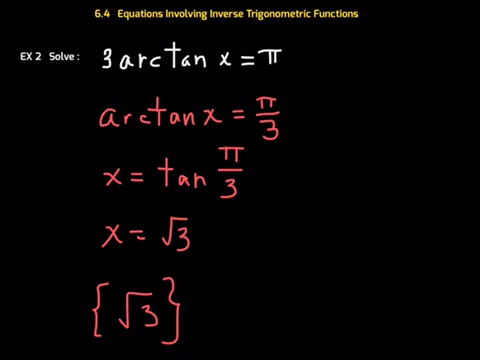 6.4 Equations Involving Inverse Trigonometric Functions
EX 2 Solve : 3 arctan x = π
arctan x = π/3
x = tan π/3
x = √3
{√3}